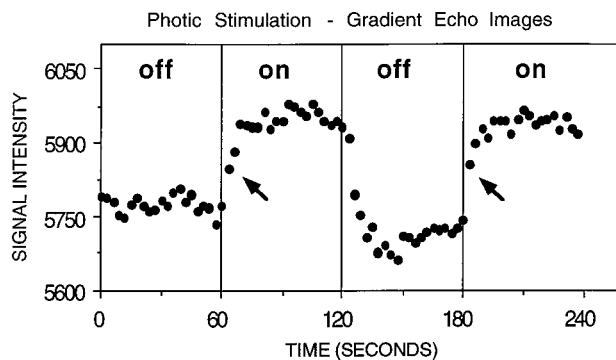 Photic Stimulation - Gradient Echo Images
off on off on
SIGNAL INTENSITY
6050
5900
5750
5600
0 60 120 180 240
TIME (SECONDS)